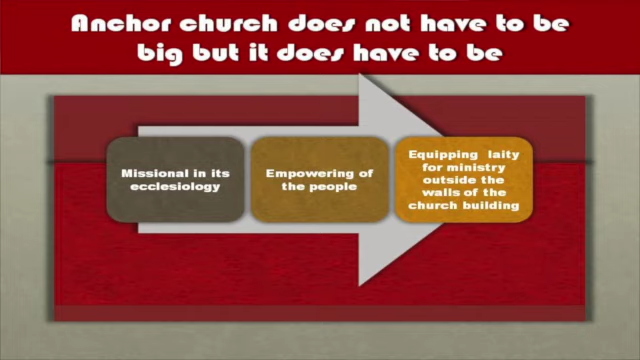 Anchor church does not have to be
big but it does have to be
Missional in its
ecclesiology
Empowering of
the people
Equipping laity
for ministry
outside the
walls of the
church building